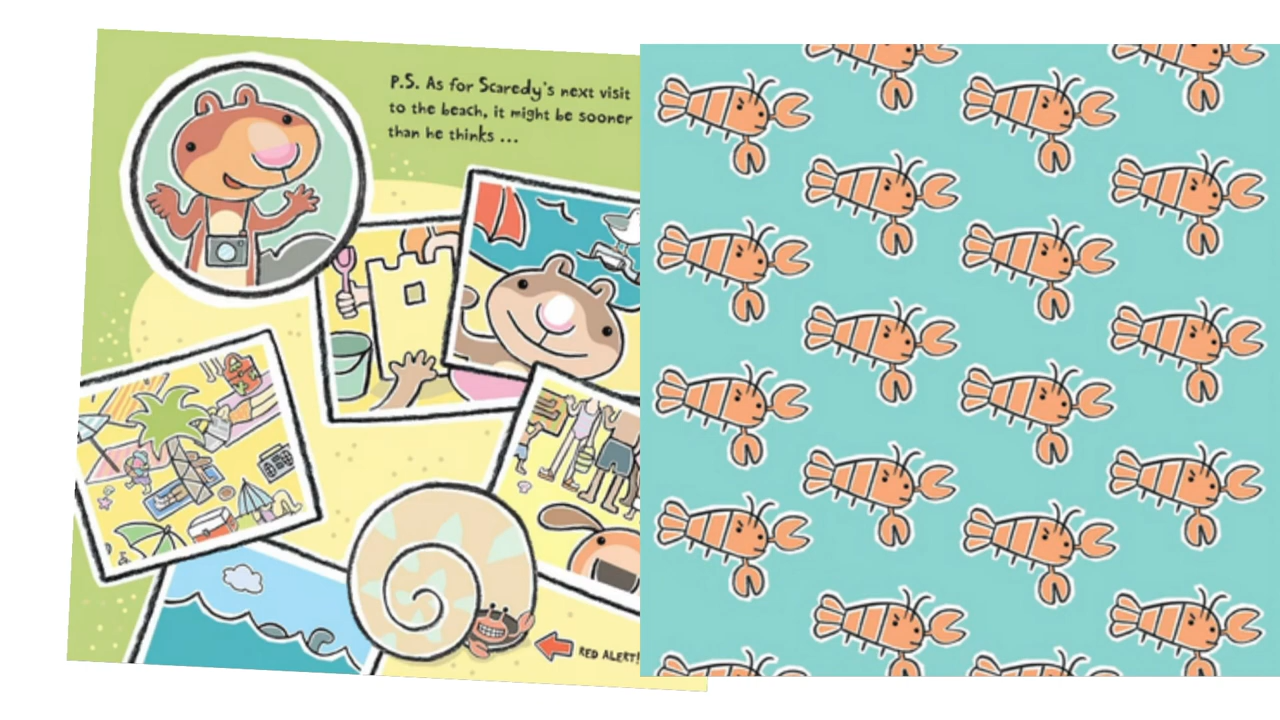 P.S. As for Scaredy's next visit
to the beach, it might be sooner
than he thinks ...
RED ALERT!